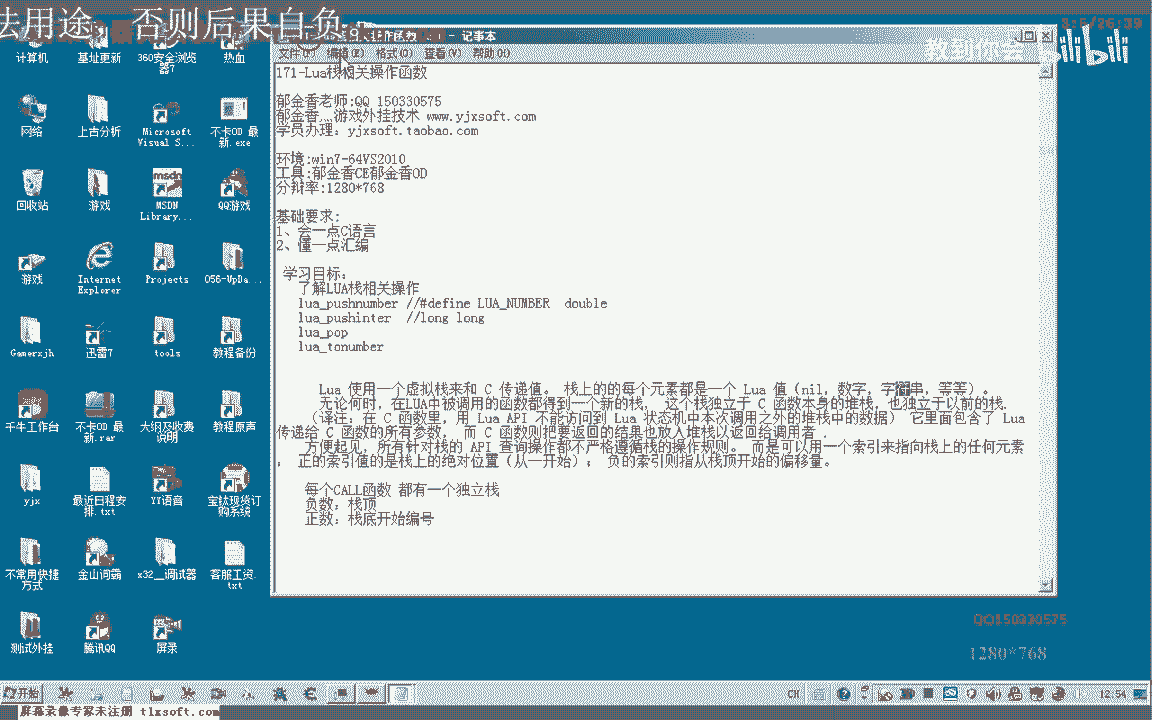 法用途，否则后果自负
3:5/26:39
教到你会 bilibili
记事本
文件 编辑(E) 格式(O) 查看(V) 帮助(H)
171-Lua栈相关操作函数
郁金香老师:QQ 150330575
郁金香灬游戏外挂技术 www.yjxsoft.com
学员办理：yjxsoft.taobao.com
环境:win7-64VS2010
工具:郁金香CE郁金香OD
分辩率:1280*768
基础要求:
1、会一点C语言
2、懂一点汇编
学习目标:
了解LUA栈相关操作
lua_pushnumber //#define LUA_NUMBER  double
lua_pushinter  //long long
lua_pop
lua_tonumber
Lua 使用一个虚拟栈来和 C 传递值。 栈上的的每个元素都是一个 Lua 值（nil，数字，字符串，等等）。
无论何时，在LUA中被调用的函数都得到一个新的栈， 这个栈独立于 C 函数本身的堆栈，也独立于以前的栈.
（译注：在 C 函数里，用 Lua API 不能访问到 Lua 状态机中本次调用之外的堆栈中的数据） 它里面包含了 Lua
传递给 C 函数的所有参数， 而 C 函数则把要返回的结果也放入堆栈以返回给调用者 .
方便起见，所有针对栈的 API 查询操作都不严格遵循栈的操作规则。 而是可以用一个索引来指向栈上的任何元素
， 正的索引值的是栈上的绝对位置（从一开始）； 负的索引则指从栈顶开始的偏移量。
每个CALL函数 都有一个独立栈
负数：栈顶
正数：栈底开始编号
计算机 基址更新 360安全浏览器7 热血
网络 上古分析 Microsoft Visual S... 不卡OD 最新.exe
回收站 游戏 MSDN Library... QQ游戏
游戏 Internet Explorer Projects 056-VpDa...
Gamerxjh 迅雷7 tools 教程备份
千牛工作台 不卡OD 最新.rar 大纲及收费说明 教程原声
yjx 最近日程安排.txt YY语音 宝钛现货订购系统
不常用快捷方式 金山词霸 x32__调试器 客服工资.txt
测试外挂 腾讯QQ 屏录
QQ150330575
1280*768
开始
CH
12:54
屏幕录像专家未注册 tlxsoft.com